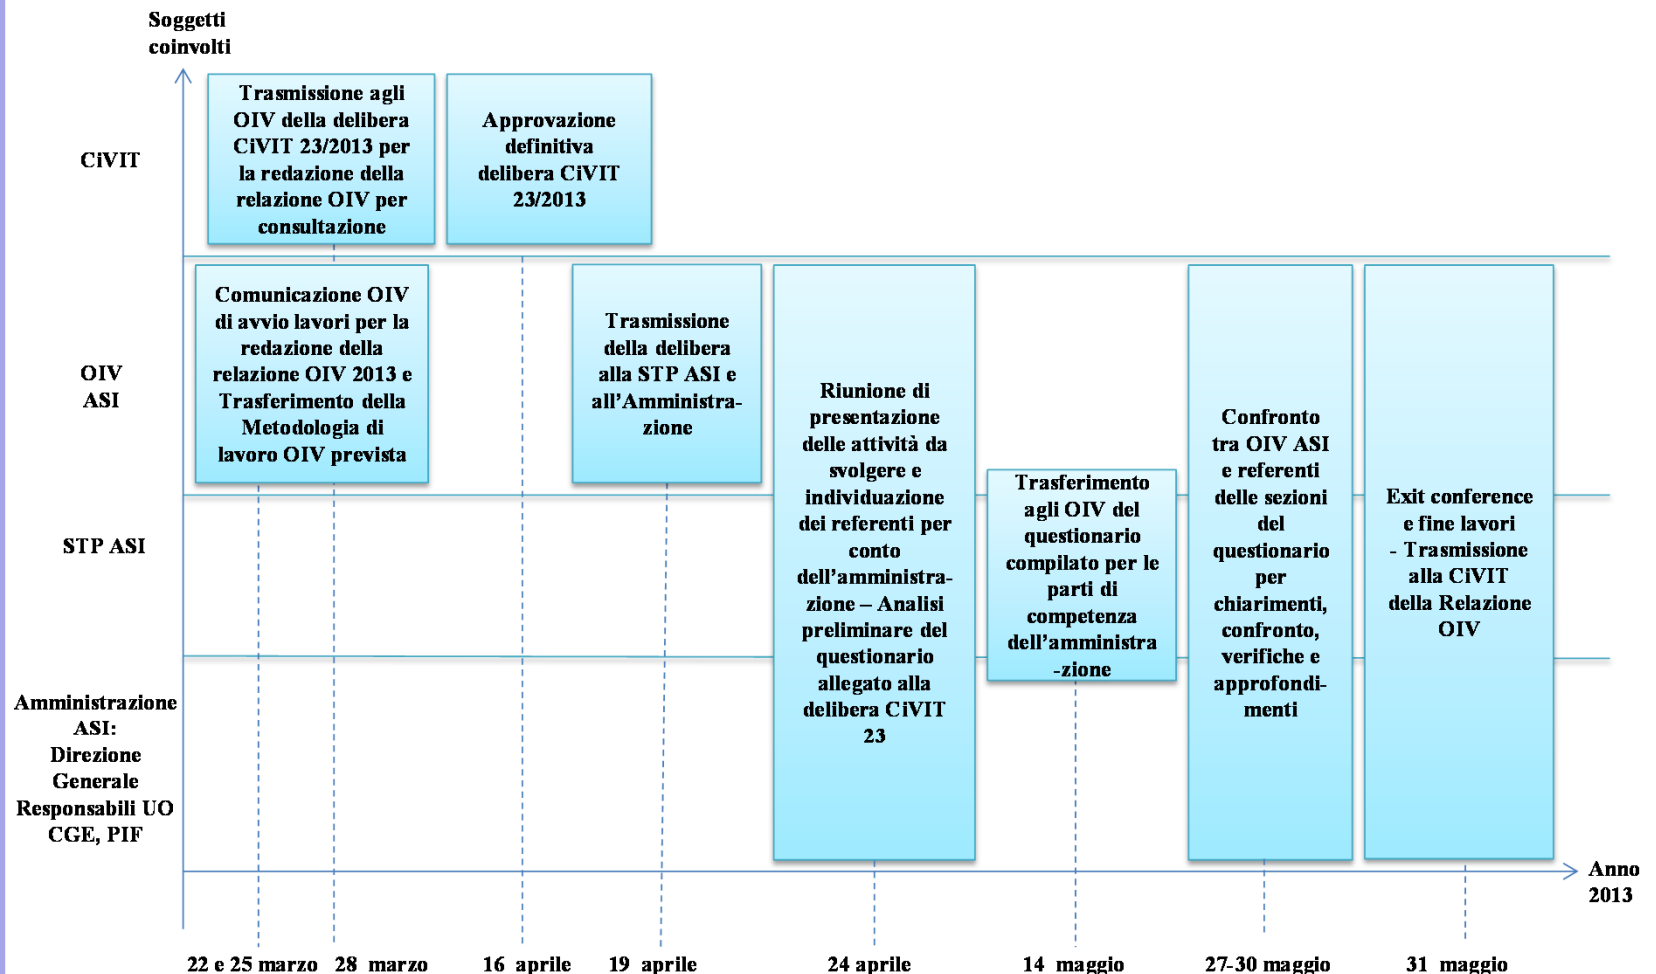 Soggetti
coinvolti
CiVIT
Trasmissione agli
OIV della delibera
CiVIT 23/2013 per
la redazione della
relazione OIV per
consultazione
Approvazione
definitiva
delibera CiVIT
23/2013
OIV
ASI
Comunicazione OIV
di avvio lavori per la
redazione della
relazione OIV 2013 e
Trasferimento della
Metodologia di
lavoro OIV prevista
Trasmissione
della delibera
alla STP ASI e
all’Amministra-
zione
Riunione di
presentazione
delle attività da
svolgere e
individuazione
dei referenti per
conto
dell’amministra-
zione – Analisi
preliminare del
questionario
allegato alla
delibera CiVIT
23
Trasferimento
agli OIV del
questionario
compilato per le
parti di
competenza
dell’amministra
-zione
Confronto
tra OIV ASI
e referenti
delle sezioni
del
questionario
per
chiarimenti,
confronto,
verifiche e
approfondi-
menti
Exit conference
e fine lavori
- Trasmissione
alla CiVIT
della Relazione
OIV
STP ASI
Amministrazione
ASI:
Direzione
Generale
Responsabili UO
CGE, PIF
Anno
2013
22 e 25 marzo
28 marzo
16 aprile
19 aprile
24 aprile
14 maggio
27-30 maggio
31 maggio